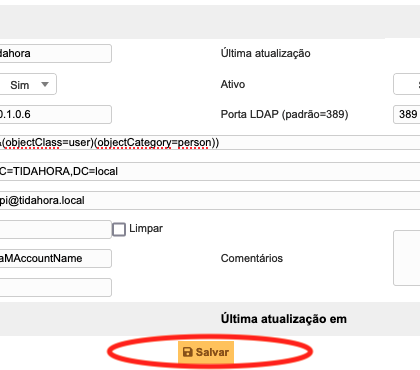 dahora Última atualização
Sim Ativo S
0.1.0.6 Porta LDAP (padrão=389) 389
&(objectClass=user)(objectCategory=person))
C=TIDAHORA,DC=local
pi@tidahora.local
Limpar
aMAccountName Comentários
Última atualização em
Salvar